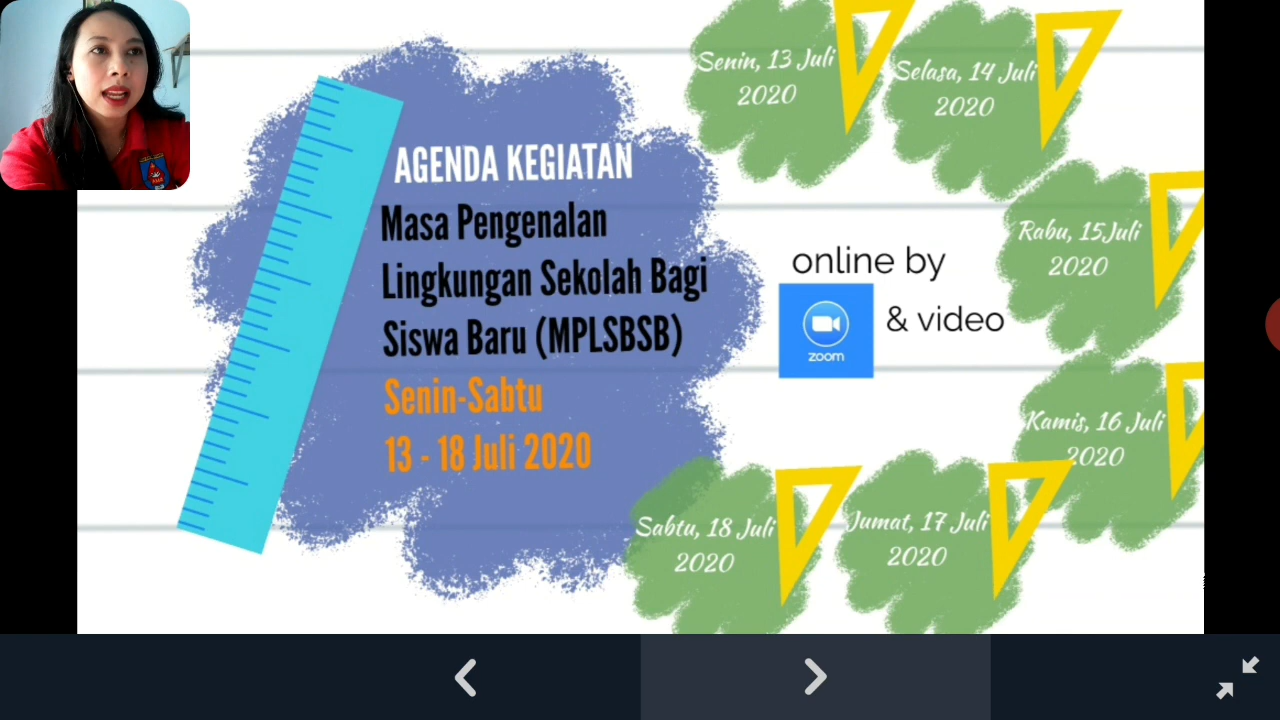 AGENDA KEGIATAN
Masa Pengenalan
Lingkungan Sekolah Bagi
Siswa Baru (MPLSBSB)
Senin-Sabtu
13 - 18 Juli 2020
online by
zoom
& video
Senin, 13 Juli
2020
Selasa, 14 Juli
2020
Rabu, 15Juli
2020
Kamis, 16 Juli
2020
Jumat, 17 Juli
2020
Sabtu, 18 Juli
2020